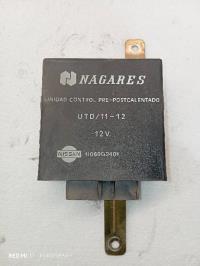 NAGARES
UNIDAD CONTROL PRE-POSTCALENTADO
UTD/11-12
12V
NISSAN